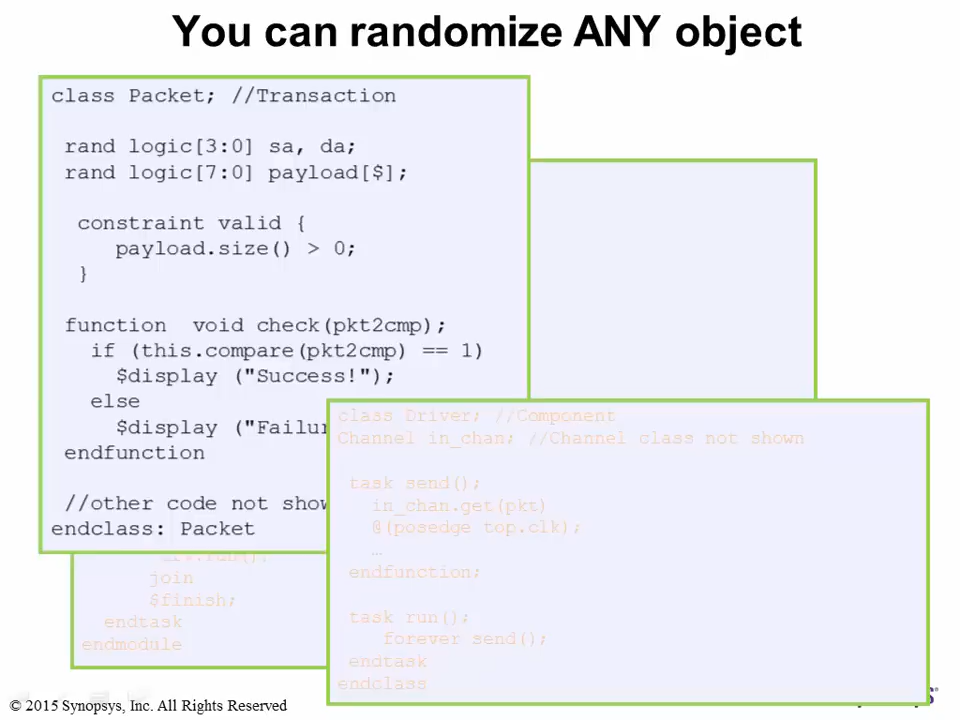 You can randomize ANY object
class Packet; //Transaction
rand logic[3:0] sa, da;
rand logic[7:0] payload[$];
constraint valid {
payload.size() > 0;
}
function void check(pkt2cmp);
if (this.compare(pkt2cmp) == 1)
$display ("Success!");
else
$display ("Failur
endfunction
//other code not show
endclass: Packet
join
$finish;
endtask
endmodule
class Driver; //Component
Channel in_chan; //Channel class not shown
task send();
in_chan.get(pkt)
@(posedge top.clk);
…
endfunction;
task run();
forever send();
endtask
endclass
© 2015 Synopsys, Inc. All Rights Reserved